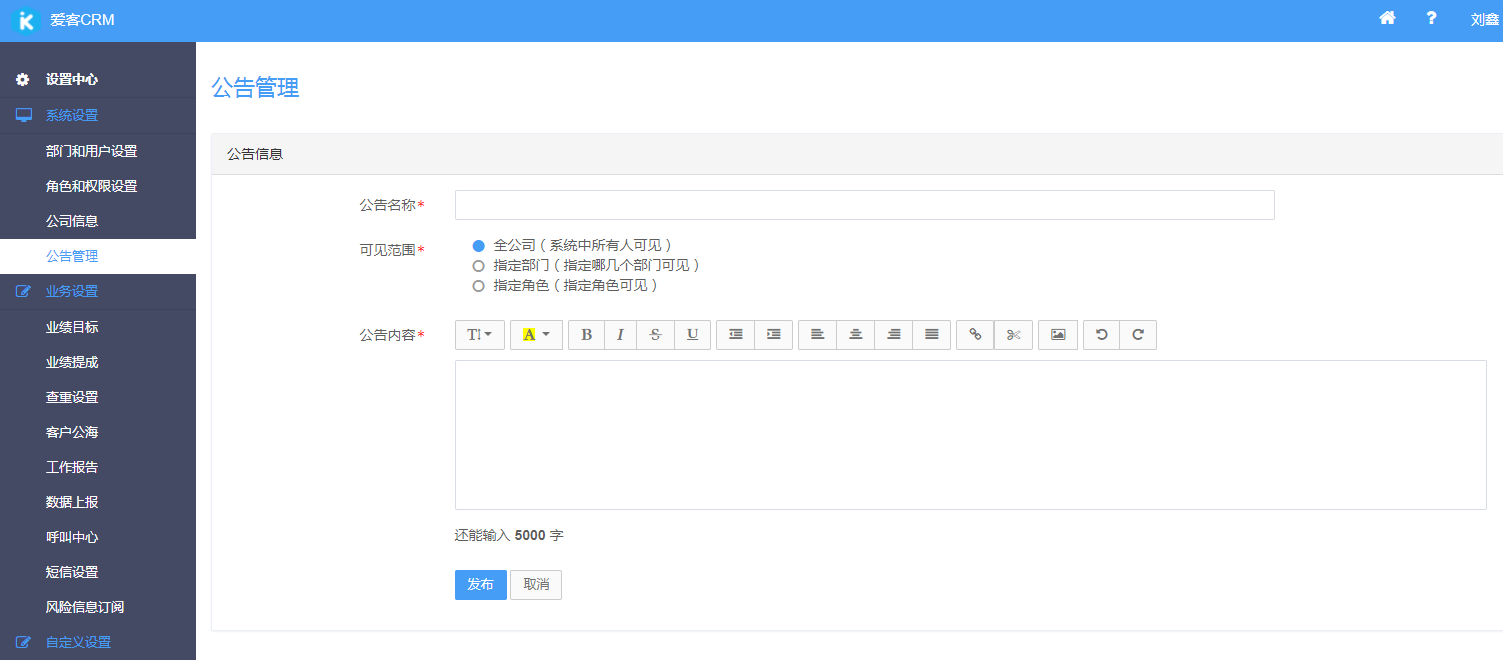 爱客CRM
刘鑫
设置中心
系统设置
部门和用户设置
角色和权限设置
公司信息
公告管理
业务设置
业绩目标
业绩提成
查重设置
客户公海
工作报告
数据上报
呼叫中心
短信设置
风险信息订阅
自定义设置
公告管理
公告信息
公告名称*
可见范围*
全公司（系统中所有人可见）
指定部门（指定哪几个部门可见）
指定角色（指定角色可见）
公告内容*
还能输入 5000 字
发布 取消